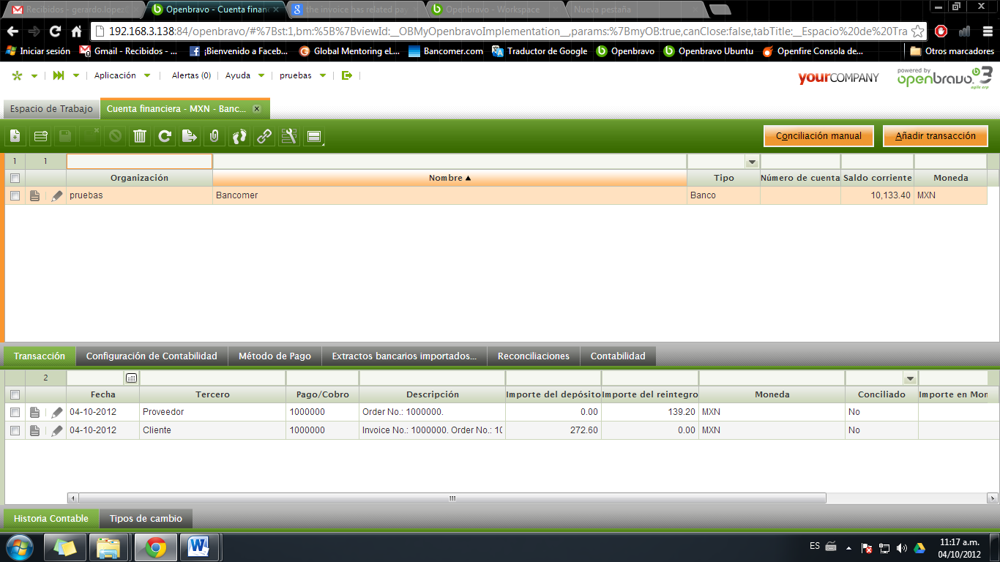 Recibidos - gerardo.lopez
Openbravo - Cuenta finan
the invoice has related pay
Openbravo - Workspace
Nueva pestaña
192.168.3.138:84/openbravo/#%7Bst:1,bm:%5B%7BviewId:__OBMyOpenbravoImplementation__,params:%7BmyOB:true,canClose:false,tabTitle:__Espacio%20de%20Tra
Iniciar sesión
Gmail - Recibidos - ...
¡Bienvenido a Faceb...
Global Mentoring eL...
Bancomer.com
Traductor de Google
Openbravo
Openbravo Ubuntu
Openfire Consola de...
Otros marcadores
Aplicación
Alertas (0)
Ayuda
pruebas
yourCOMPANY
powered by
openbravo 3
agile erp
Espacio de Trabajo
Cuenta financiera - MXN - Banc...
Conciliación manual
Añadir transacción
1 1
Organización Nombre Tipo Número de cuenta Saldo corriente Moneda
pruebas Bancomer Banco 10,133.40 MXN
Transacción
Configuración de Contabilidad
Método de Pago
Extractos bancarios importados...
Reconciliaciones
Contabilidad
2
Fecha Tercero Pago/Cobro Descripción Importe del depósito Importe del reintegro Moneda Conciliado Importe en Mon
04-10-2012 Proveedor 1000000 Order No.: 1000000. 0.00 139.20 MXN No
04-10-2012 Cliente 1000000 Invoice No.: 1000000. Order No.: 10 272.60 0.00 MXN No
Historia Contable
Tipos de cambio
ES
11:17 a.m.
04/10/2012